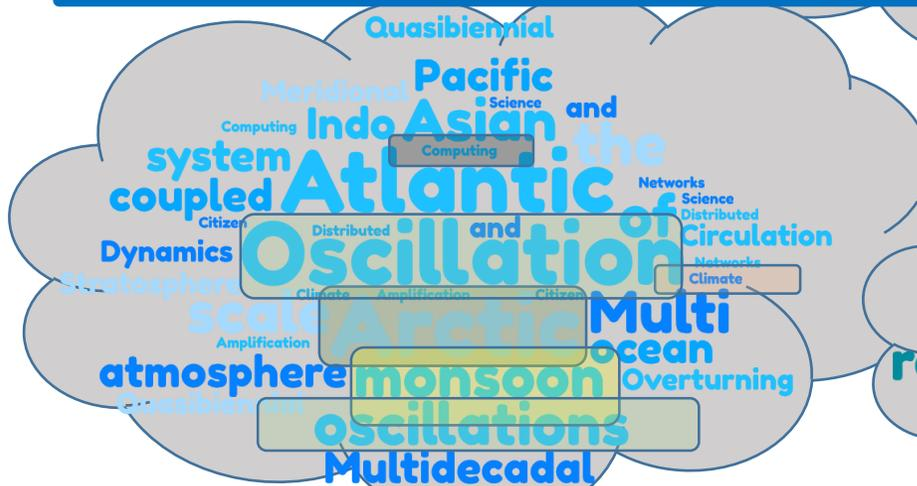 Quasibiennial
Pacific
Meridional
Science
and
Indo
Asian
Computing
the
Computing
system
Atlantic
Networks
coupled
Science
of
Distributed
Citizen
and
Distributed
Circulation
Dynamics
Oscillation
Networks
Climate
Stratosphere
Climate
Amplification
Citizen
scale
Arctic
Multi
Amplification
ocean
atmosphere
monsoon
Overturning
Quasibiennial
oscillations
Multidecadal